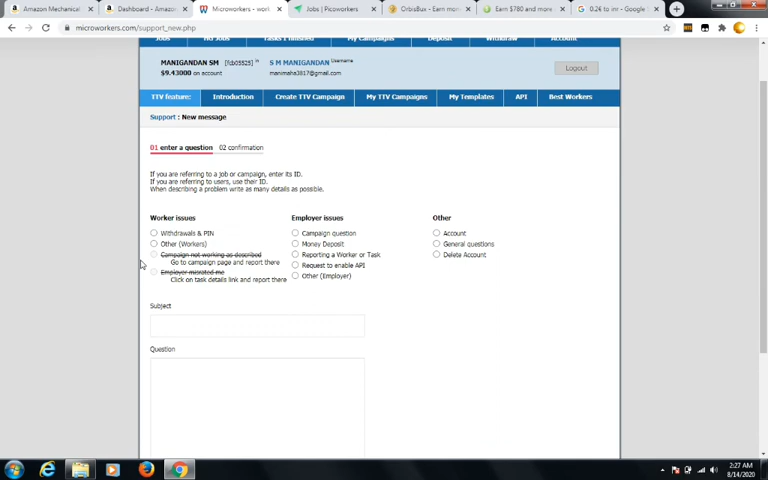 Amazon Mechanical
Dashboard - Amazo
Microworkers - work
Jobs | Picoworkers
OrbisBux - Earn mon
Earn $780 and more
0.26 to inr - Google
microworkers.com/support_new.php
Jobs
HG Jobs
Tasks I finished
My Campaigns
Deposit
Withdraw
Account
MANIGANDAN SM [fcb05525]
$9.43000 on account
S M MANIGANDAN Username
manimaha3817@gmail.com
Logout
TTV feature:
Introduction
Create TTV Campaign
My TTV Campaigns
My Templates
API
Best Workers
Support : New message
01 enter a question 02 confirmation
If you are referring to a job or campaign, enter its ID.
If you are referring to users, use their ID.
When describing a problem write as many details as possible.
Worker issues
Withdrawals & PIN
Other (Workers)
Campaign not working as described
Go to campaign page and report there
Employer misrated me
Click on task details link and report there
Employer issues
Campaign question
Money Deposit
Reporting a Worker or Task
Request to enable API
Other (Employer)
Other
Account
General questions
Delete Account
Subject
Question
2:27 AM
8/14/2020